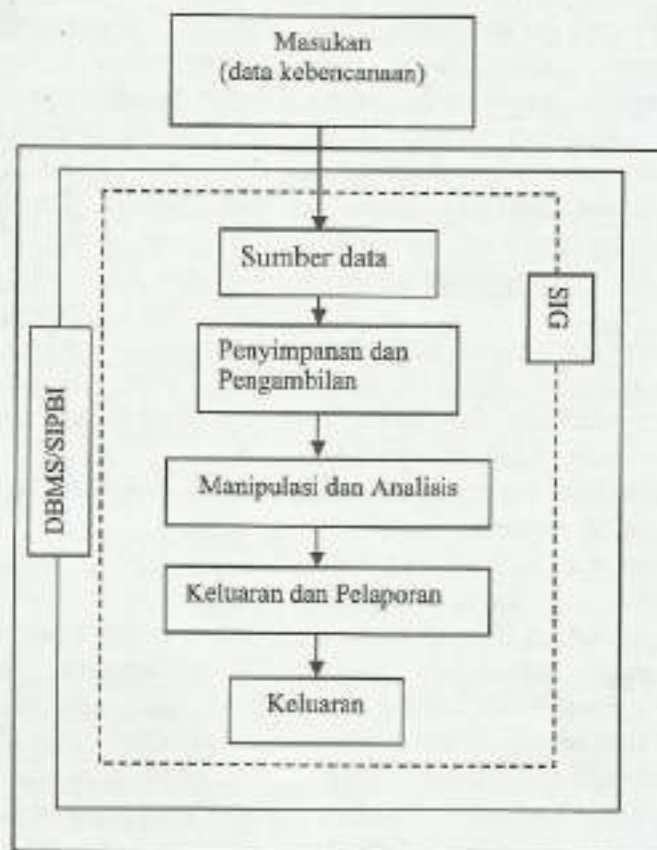 Masukan
(data kebencanaan)
Sumber data
SIG
Penyimpanan dan
Pengambilan
DBMS/SIPBI
Manipulasi dan Analisis
Keluaran dan Pelaporan
Keluaran